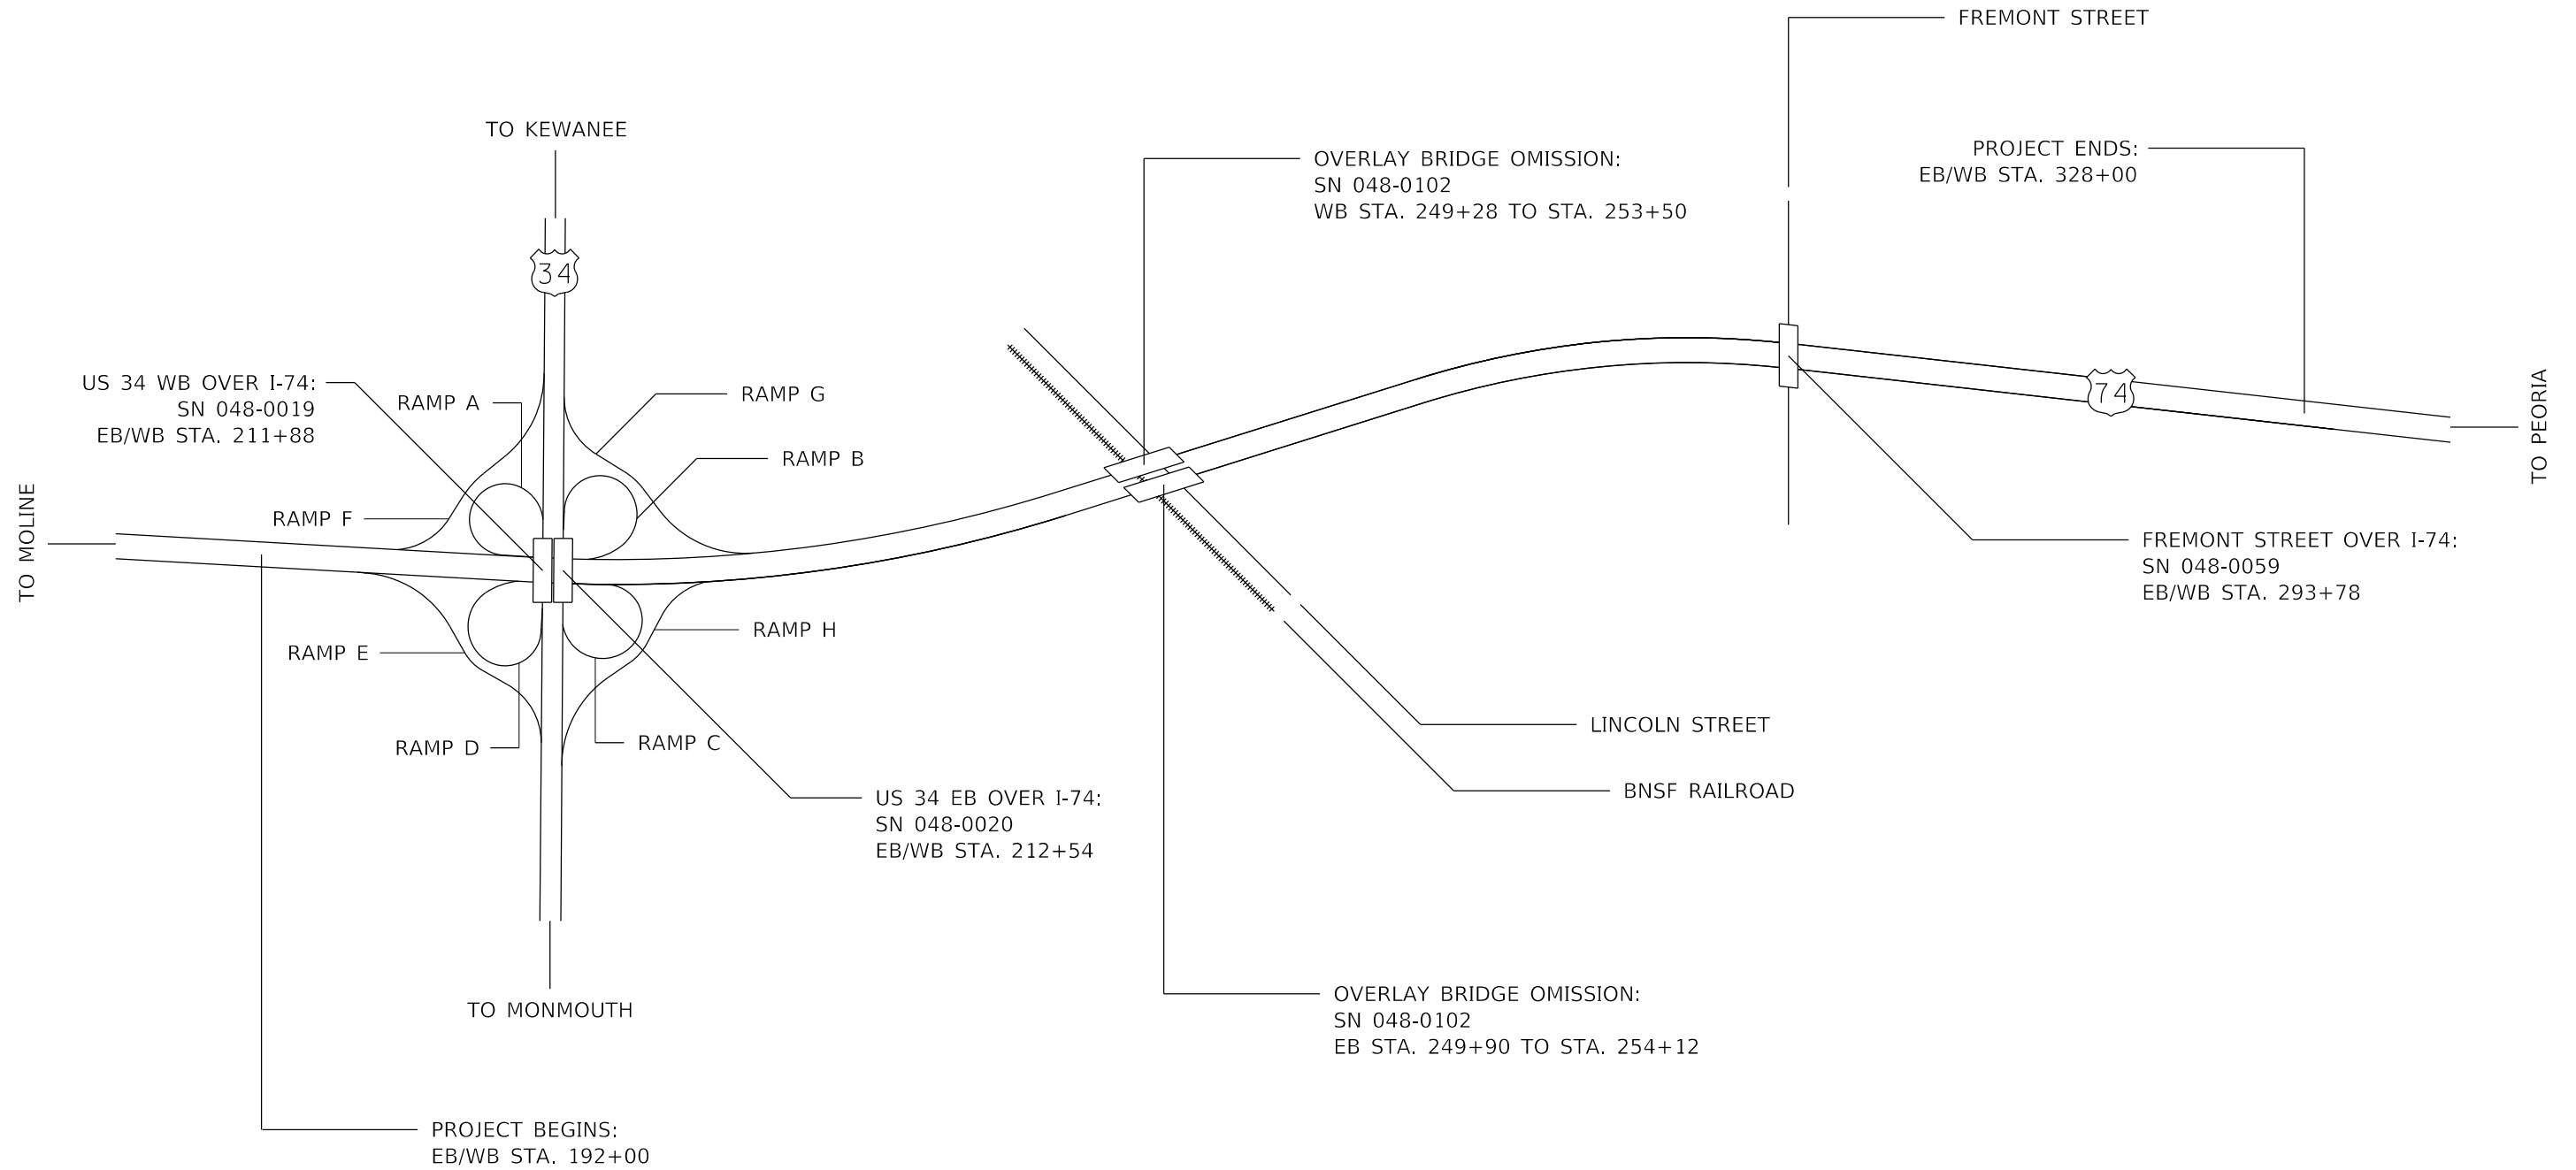 FREMONT STREET
TO KEWANEE
OVERLAY BRIDGE OMISSION:
SN 048-0102
WB STA. 249+28 TO STA. 253+50
PROJECT ENDS:
EB/WB STA. 328+00
34
US 34 WB OVER I-74:
SN 048-0019
EB/WB STA. 211+88
RAMP A
RAMP G
RAMP B
RAMP F
74
TO PEORIA
TO MOLINE
FREMONT STREET OVER I-74:
SN 048-0059
EB/WB STA. 293+78
RAMP H
RAMP E
RAMP D
RAMP C
LINCOLN STREET
BNSF RAILROAD
US 34 EB OVER I-74:
SN 048-0020
EB/WB STA. 212+54
TO MONMOUTH
OVERLAY BRIDGE OMISSION:
SN 048-0102
EB STA. 249+90 TO STA. 254+12
PROJECT BEGINS:
EB/WB STA. 192+00